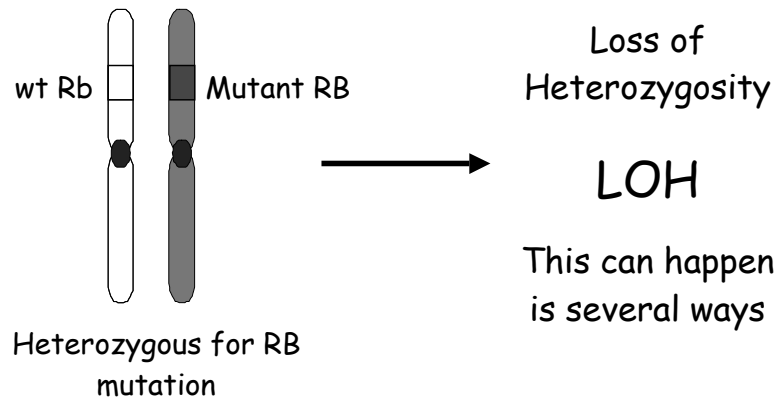 wt Rb
Mutant RB
Heterozygous for RB
mutation
Loss of
Heterozygosity
LOH
This can happen
is several ways